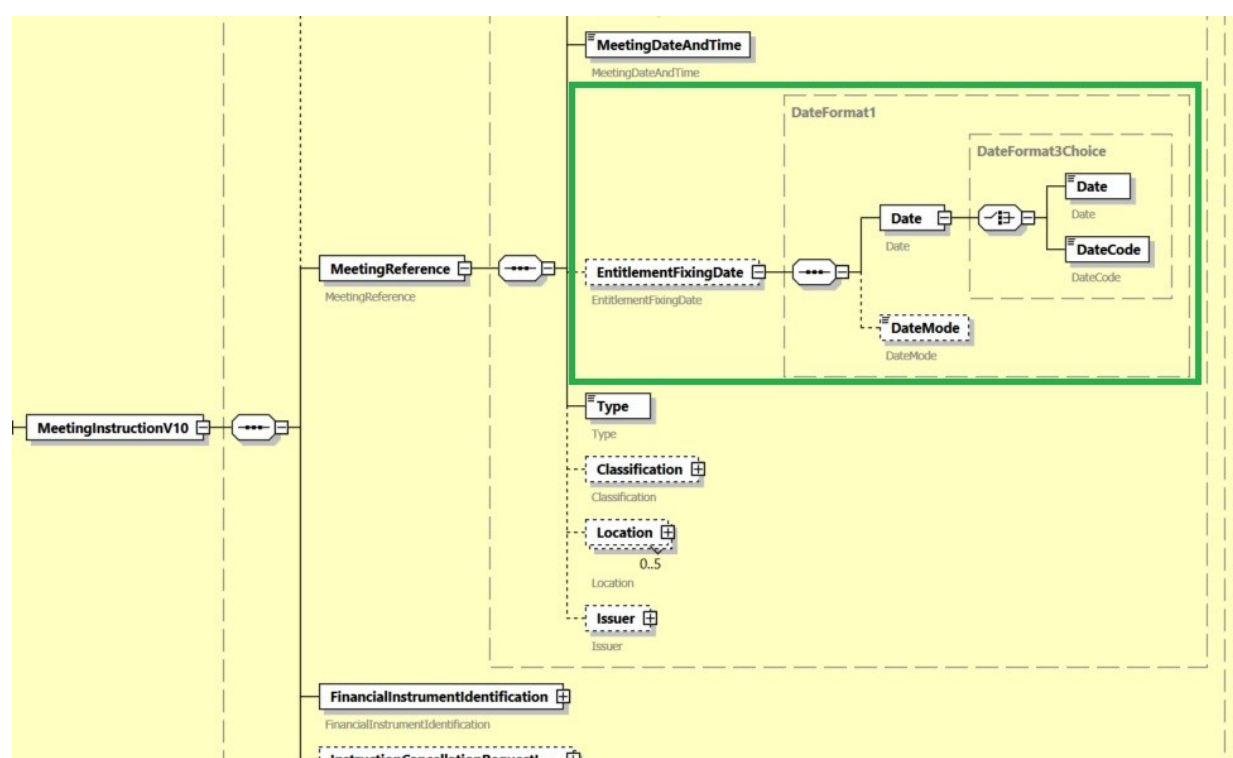 MeetingDateAndTime
MeetingDateAndTime
DateFormat1
DateFormat3Choice
Date
Date
Date
Date
DateCode
DateCode
EntitlementFixingDate
EntitlementFixingDate
DateMode
DateMode
MeetingReference
MeetingReference
Type
Type
MeetingInstructionV10
Classification
Classification
Location
0..5
Location
Issuer
Issuer
FinancialInstrumentIdentification
FinancialInstrumentIdentification